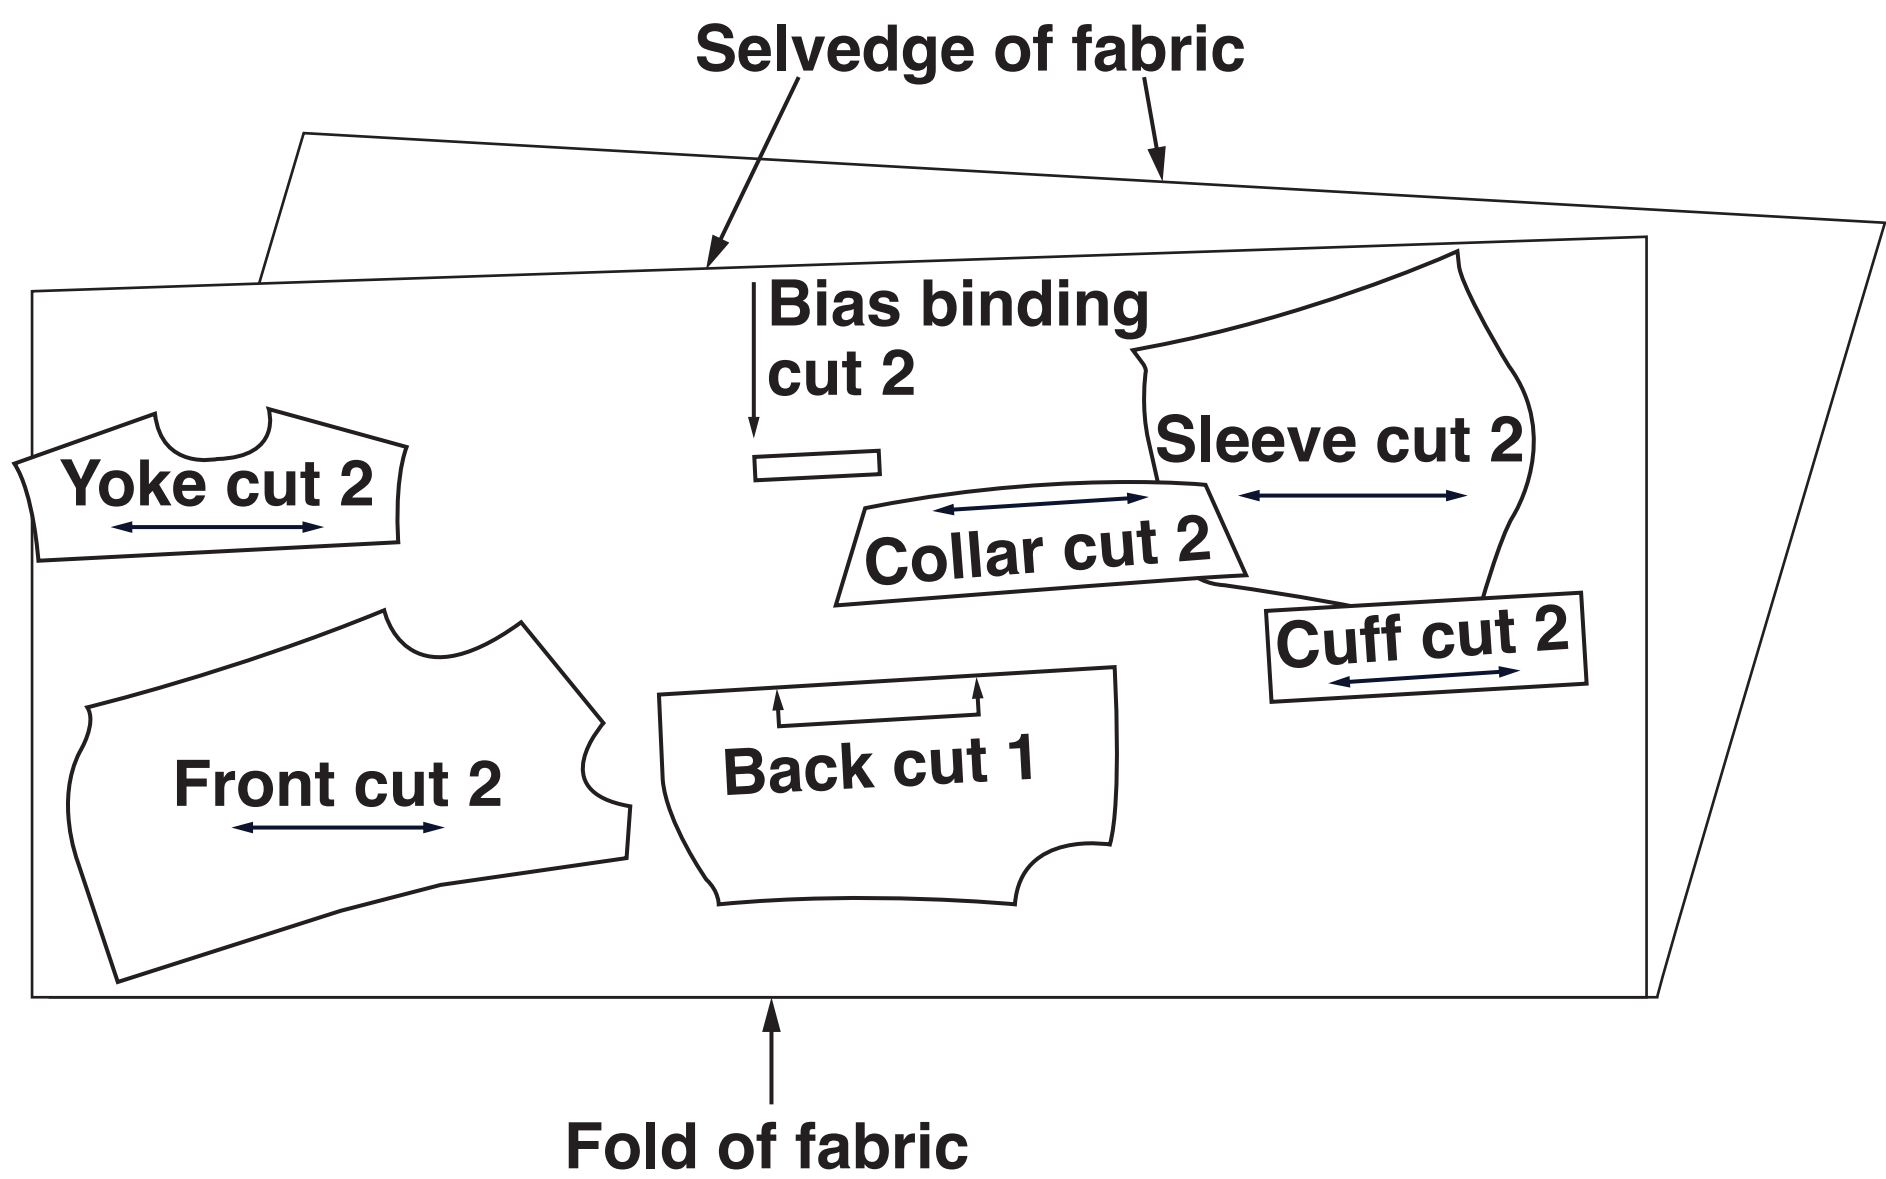 Selvedge of fabric
Bias binding
cut 2
Sleeve cut 2
Yoke cut 2
Collar cut 2
Cuff cut 2
Back cut 1
Front cut 2
Fold of fabric